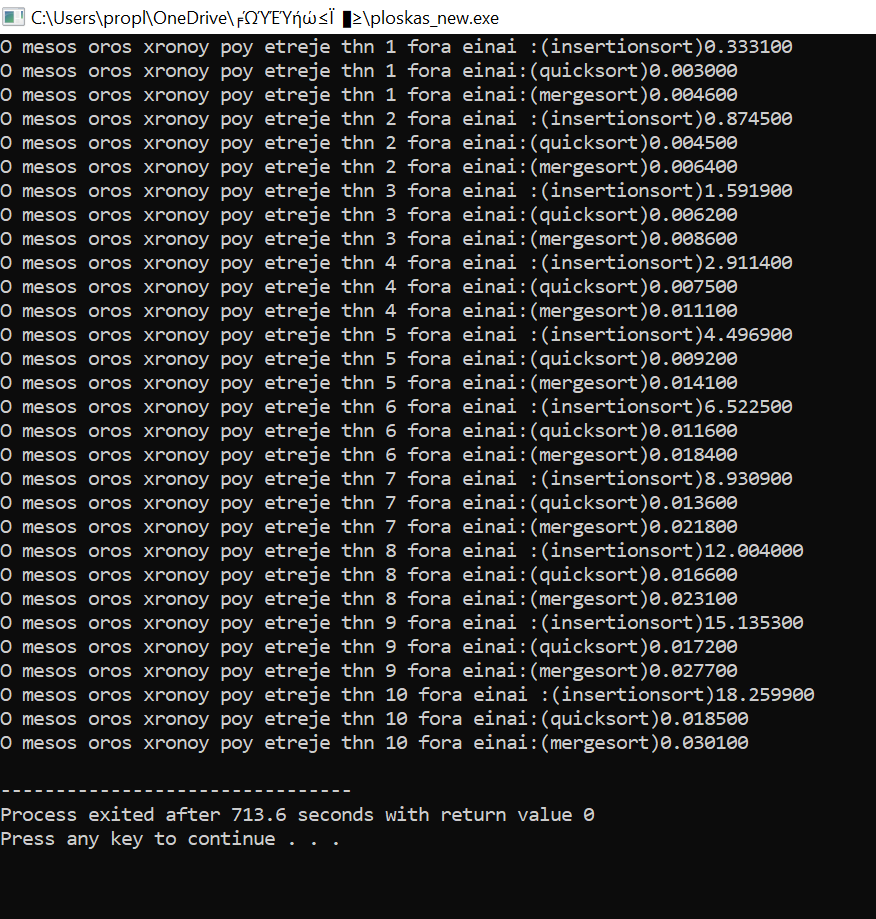 C:\Users\propl\OneDrive\╒ΏΎΈΎήώ≤Ϊ █≥\ploskas_new.exe
O mesos oros xronoy poy etreje thn 1 fora einai :(insertionsort)0.333100
O mesos oros xronoy poy etreje thn 1 fora einai:(quicksort)0.003000
O mesos oros xronoy poy etreje thn 1 fora einai:(mergesort)0.004600
O mesos oros xronoy poy etreje thn 2 fora einai :(insertionsort)0.874500
O mesos oros xronoy poy etreje thn 2 fora einai:(quicksort)0.004500
O mesos oros xronoy poy etreje thn 2 fora einai:(mergesort)0.006400
O mesos oros xronoy poy etreje thn 3 fora einai :(insertionsort)1.591900
O mesos oros xronoy poy etreje thn 3 fora einai:(quicksort)0.006200
O mesos oros xronoy poy etreje thn 3 fora einai:(mergesort)0.008600
O mesos oros xronoy poy etreje thn 4 fora einai :(insertionsort)2.911400
O mesos oros xronoy poy etreje thn 4 fora einai:(quicksort)0.007500
O mesos oros xronoy poy etreje thn 4 fora einai:(mergesort)0.011100
O mesos oros xronoy poy etreje thn 5 fora einai :(insertionsort)4.496900
O mesos oros xronoy poy etreje thn 5 fora einai:(quicksort)0.009200
O mesos oros xronoy poy etreje thn 5 fora einai:(mergesort)0.014100
O mesos oros xronoy poy etreje thn 6 fora einai :(insertionsort)6.522500
O mesos oros xronoy poy etreje thn 6 fora einai:(quicksort)0.011600
O mesos oros xronoy poy etreje thn 6 fora einai:(mergesort)0.018400
O mesos oros xronoy poy etreje thn 7 fora einai :(insertionsort)8.930900
O mesos oros xronoy poy etreje thn 7 fora einai:(quicksort)0.013600
O mesos oros xronoy poy etreje thn 7 fora einai:(mergesort)0.021800
O mesos oros xronoy poy etreje thn 8 fora einai :(insertionsort)12.004000
O mesos oros xronoy poy etreje thn 8 fora einai:(quicksort)0.016600
O mesos oros xronoy poy etreje thn 8 fora einai:(mergesort)0.023100
O mesos oros xronoy poy etreje thn 9 fora einai :(insertionsort)15.135300
O mesos oros xronoy poy etreje thn 9 fora einai:(quicksort)0.017200
O mesos oros xronoy poy etreje thn 9 fora einai:(mergesort)0.027700
O mesos oros xronoy poy etreje thn 10 fora einai :(insertionsort)18.259900
O mesos oros xronoy poy etreje thn 10 fora einai:(quicksort)0.018500
O mesos oros xronoy poy etreje thn 10 fora einai:(mergesort)0.030100
--------------------------------
Process exited after 713.6 seconds with return value 0
Press any key to continue . . .